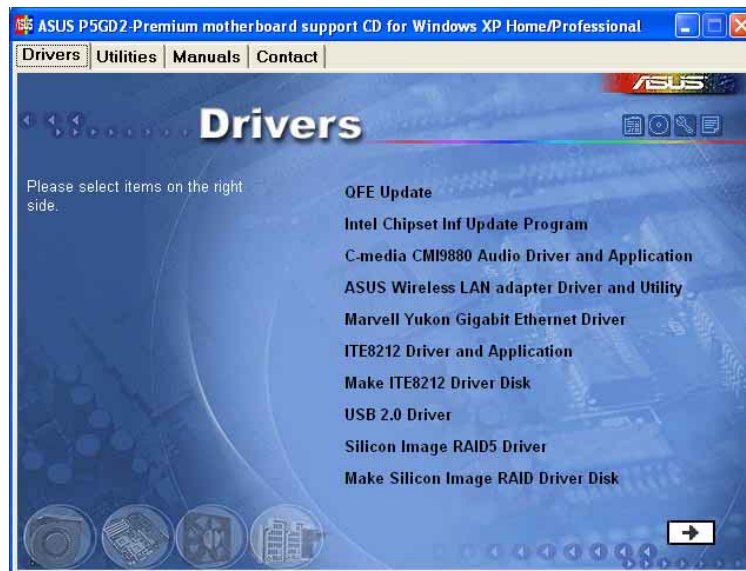 ASUS P5GD2-Premium motherboard support CD for Windows XP Home/Professional
Drivers Utilities Manuals Contact
ASUS
Drivers
Please select items on the right
side.
QFE Update
Intel Chipset Inf Update Program
C-media CMI9880 Audio Driver and Application
ASUS Wireless LAN adapter Driver and Utility
Marvell Yukon Gigabit Ethernet Driver
ITE8212 Driver and Application
Make ITE8212 Driver Disk
USB 2.0 Driver
Silicon Image RAID5 Driver
Make Silicon Image RAID Driver Disk